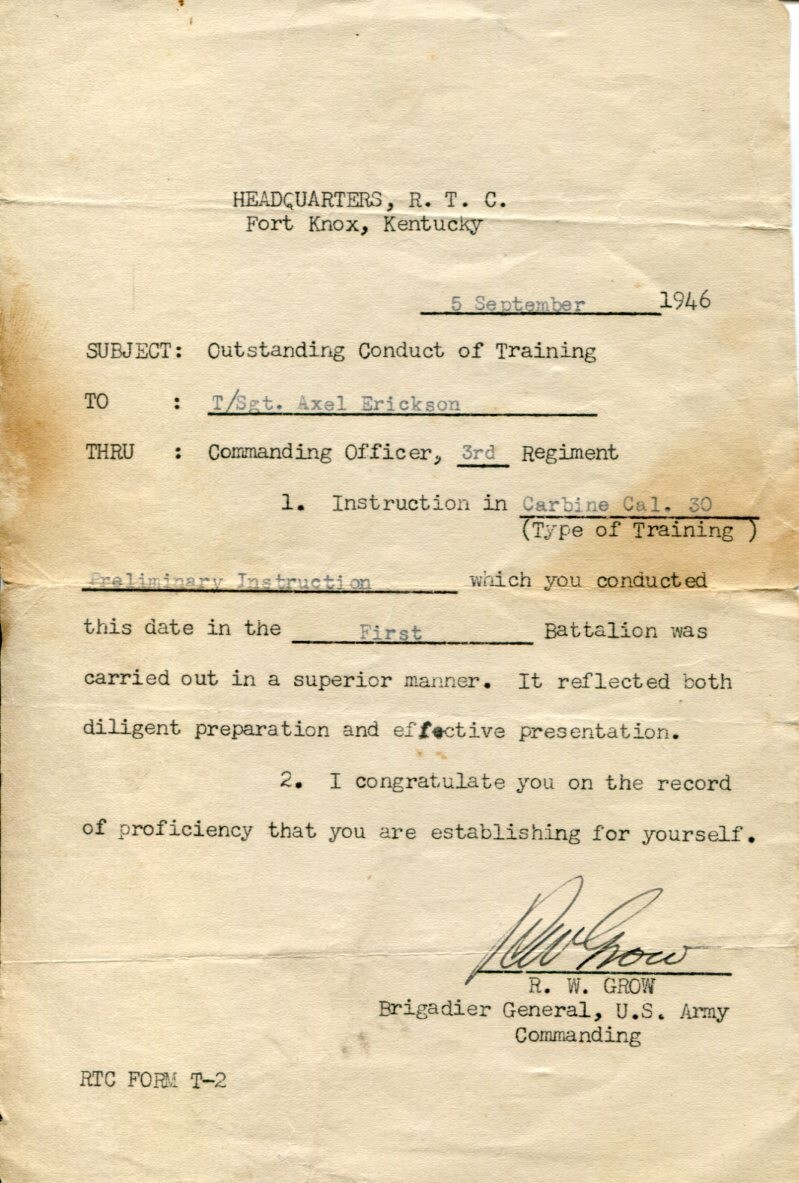 HEADQUARTERS, R. T. C.
Fort Knox, Kentucky
5 September 1946
SUBJECT: Outstanding Conduct of Training
TO : T/Sgt. Axel Erickson
THRU : Commanding Officer, 3rd Regiment
1. Instruction in Carbine Cal. 30
(Type of Training )
Preliminary Instruction which you conducted
this date in the First Battalion was
carried out in a superior manner. It reflected both
diligent preparation and effective presentation.
2. I congratulate you on the record
of proficiency that you are establishing for yourself.
RW Grow
R. W. GROW
Brigadier General, U.S. Army
Commanding
RTC FORM T-2